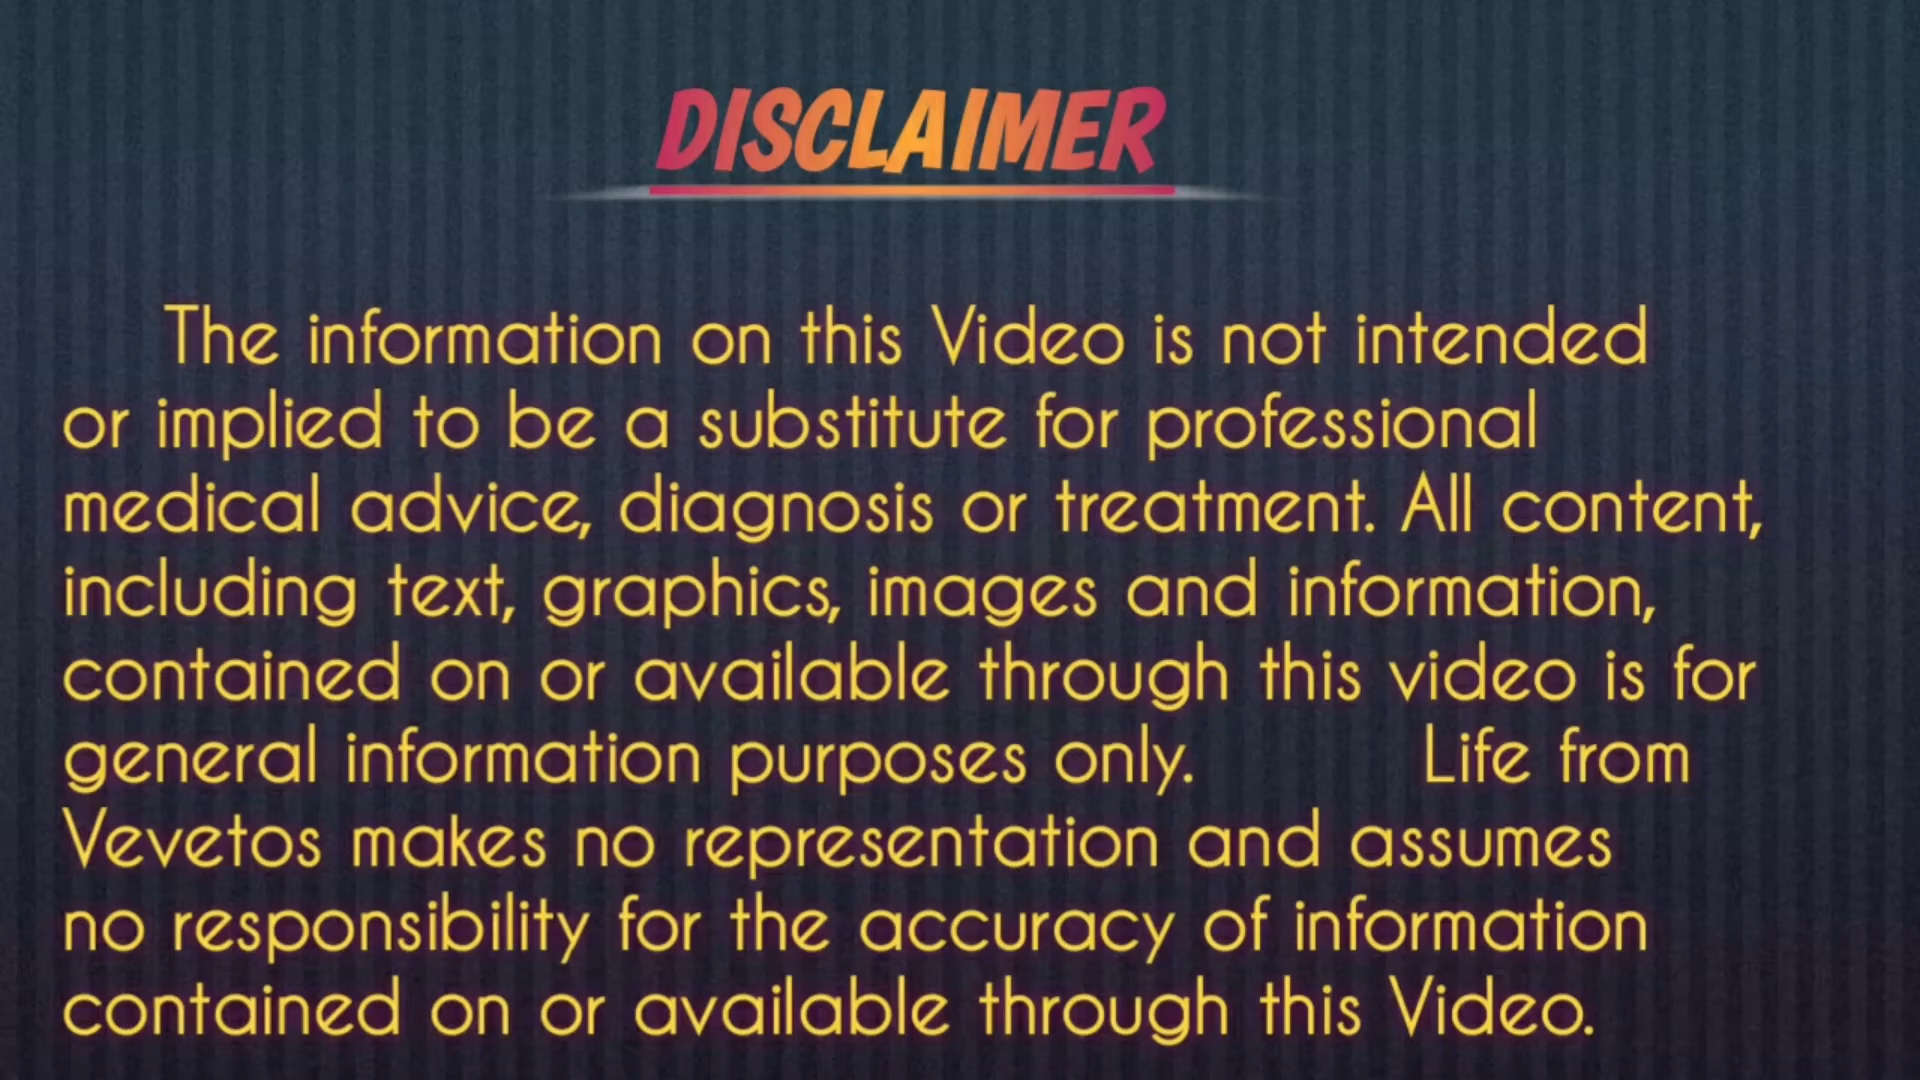 DISCLAIMER
The information on this Video is not intended
or implied to be a substitute for professional
medical advice, diagnosis or treatment. All content,
including text, graphics, images and information,
contained on or available through this video is for
general information purposes only. Life from
Vevetos makes no representation and assumes
no responsibility for the accuracy of information
contained on or available through this Video.